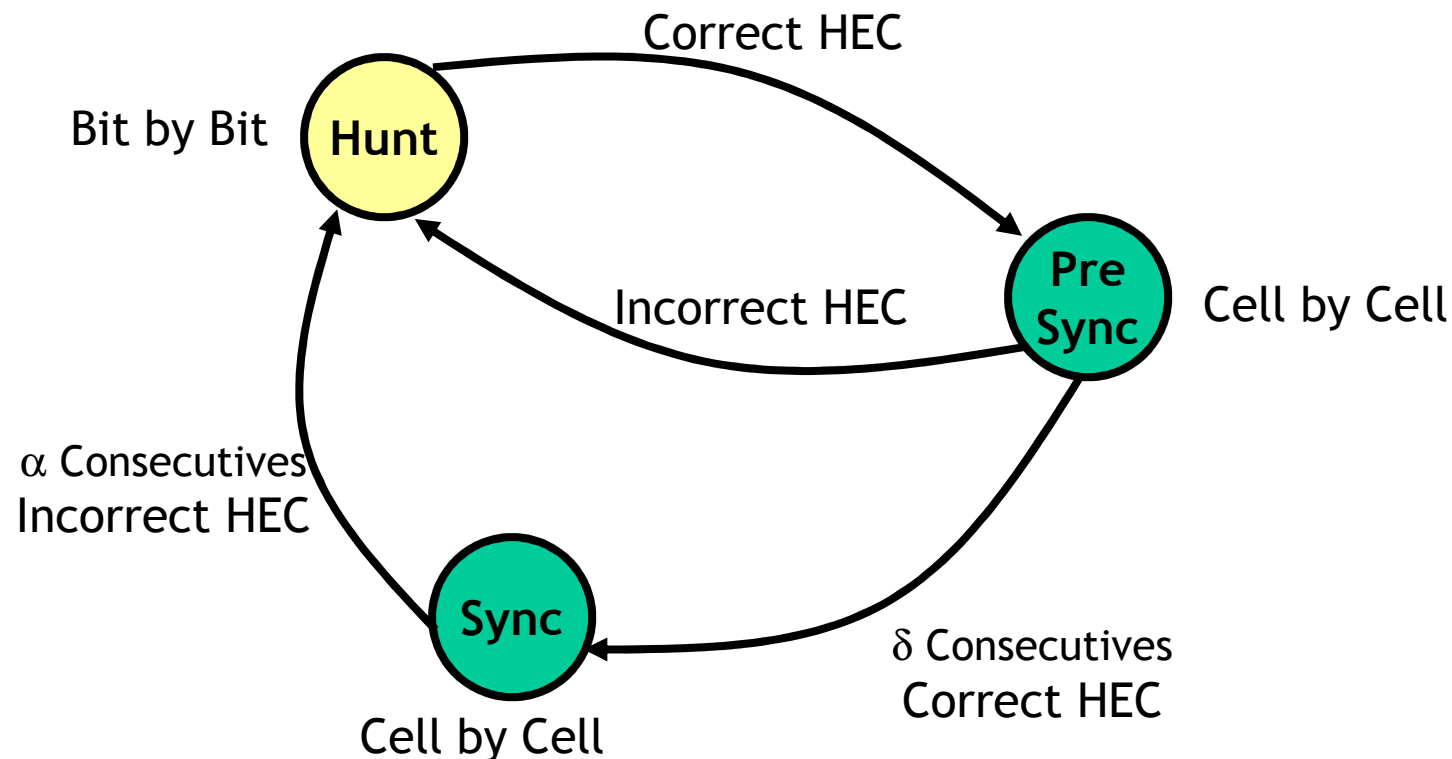 Correct HEC
Bit by Bit
Hunt
Pre
Sync
Cell by Cell
Incorrect HEC
α Consecutives
Incorrect HEC
Sync
δ Consecutives
Correct HEC
Cell by Cell